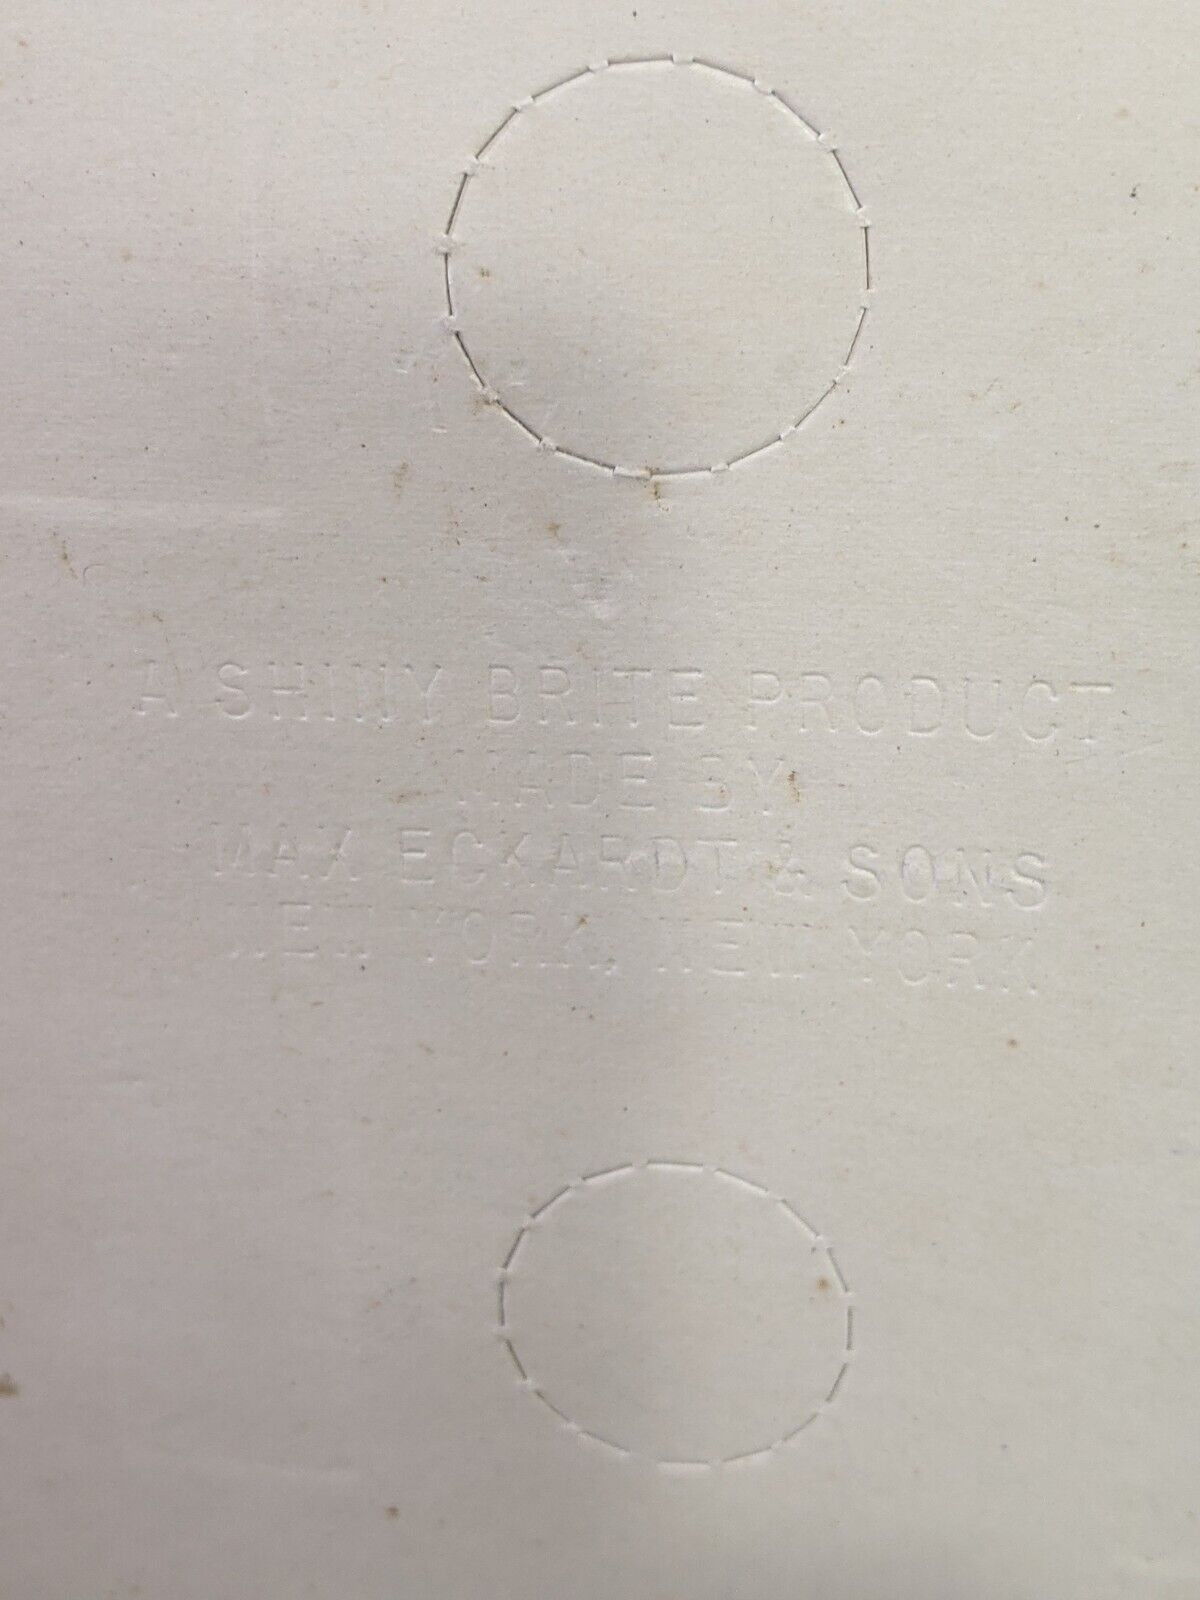 A SHINY BRITE PRODUCT
MADE BY
MAX ECKARDT & SONS
NEW YORK, NEW YORK